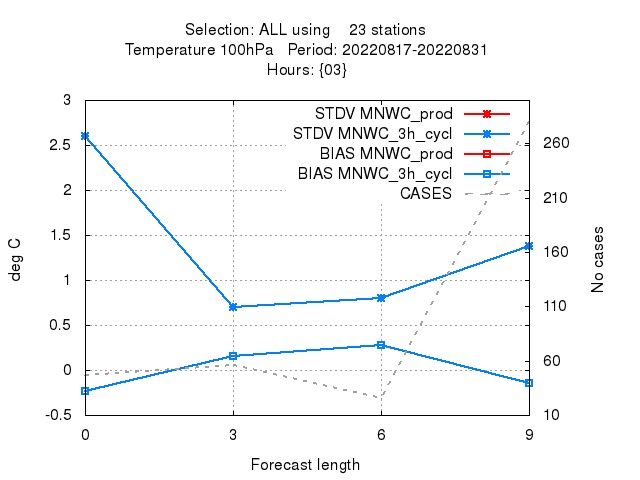 Selection: ALL using    23 stations
Temperature 100hPa   Period: 20220817-20220831
Hours: {03}
STDV MNWC_prod
STDV MNWC_3h_cycl
BIAS MNWC_prod
BIAS MNWC_3h_cycl
CASES
3
2.5
2
1.5
1
0.5
0
-0.5
deg C
260
210
160
110
60
10
No cases
0 3 6 9
Forecast length